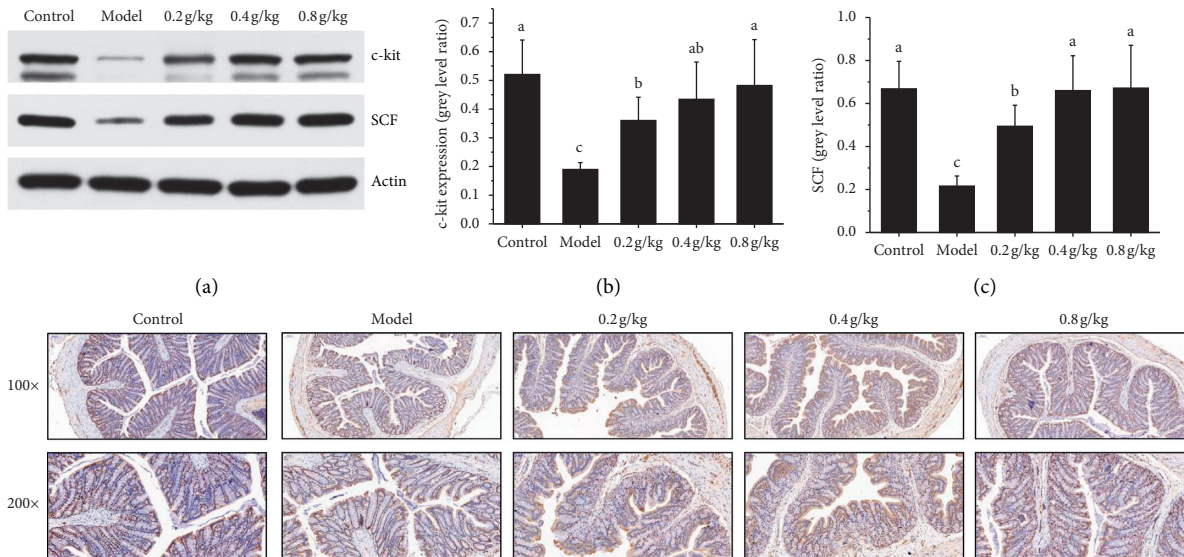 Control Model 0.2 g/kg 0.4 g/kg 0.8 g/kg
c-kit
SCF
Actin
(a)
c-kit expression (grey level ratio)
0.7
0.6
0.5
0.4
0.3
0.2
0.1
0.0
a
c
b
ab
a
Control Model 0.2 g/kg 0.4 g/kg 0.8 g/kg
(b)
SCF (grey level ratio)
1.0
0.8
0.6
0.4
0.2
0.0
a
c
b
a
a
Control Model 0.2 g/kg 0.4 g/kg 0.8 g/kg
(c)
Control Model 0.2 g/kg 0.4 g/kg 0.8 g/kg
100×
200×